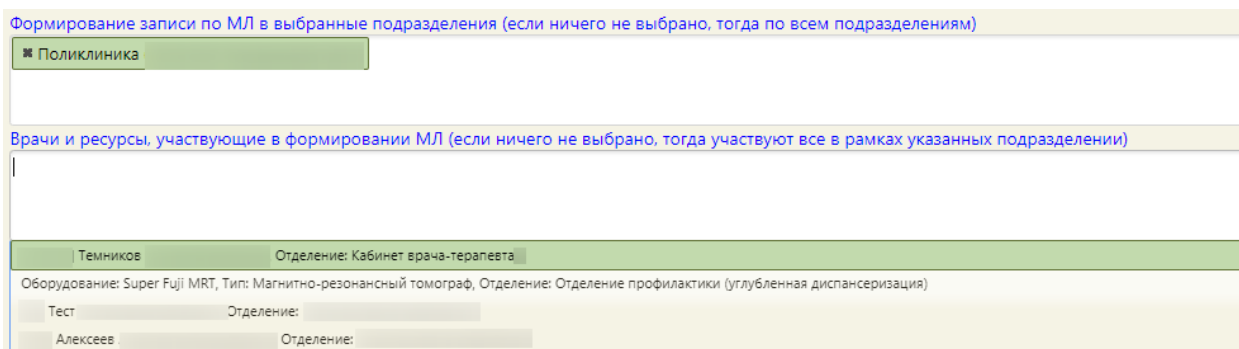 Формирование записи по МЛ в выбранные подразделения (если ничего не выбрано, тогда по всем подразделениям)
✖ Поликлиника
Врачи и ресурсы, участвующие в формировании МЛ (если ничего не выбрано, тогда участвуют все в рамках указанных подразделении)
Темников Отделение: Кабинет врача-терапевта
Оборудование: Super Fuji MRT, Тип: Магнитно-резонансный томограф, Отделение: Отделение профилактики (углубленная диспансеризация)
Тест Отделение:
Алексеев Отделение: